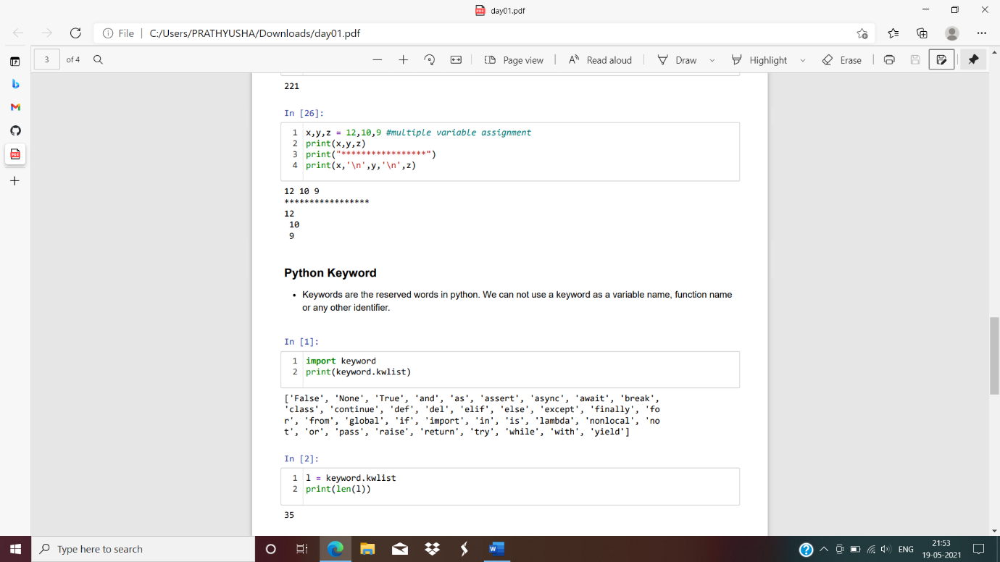 day01.pdf
File | C:/Users/PRATHYUSHA/Downloads/day01.pdf
3 of 4 Page view Read aloud Draw Highlight Erase
221
In [26]:
1 x,y,z = 12,10,9 #multiple variable assignment
2 print(x,y,z)
3 print("*****************")
4 print(x,'\n',y,'\n',z)
12 10 9
*****************
12
10
9
Python Keyword
• Keywords are the reserved words in python. We can not use a keyword as a variable name, function name
or any other identifier.
In [1]:
1 import keyword
2 print(keyword.kwlist)
['False', 'None', 'True', 'and', 'as', 'assert', 'async', 'await', 'break',
'class', 'continue', 'def', 'del', 'elif', 'else', 'except', 'finally', 'fo
r', 'from', 'global', 'if', 'import', 'in', 'is', 'lambda', 'nonlocal', 'no
t', 'or', 'pass', 'raise', 'return', 'try', 'while', 'with', 'yield']
In [2]:
1 l = keyword.kwlist
2 print(len(l))
35
Type here to search
ENG
21:53
19-05-2021